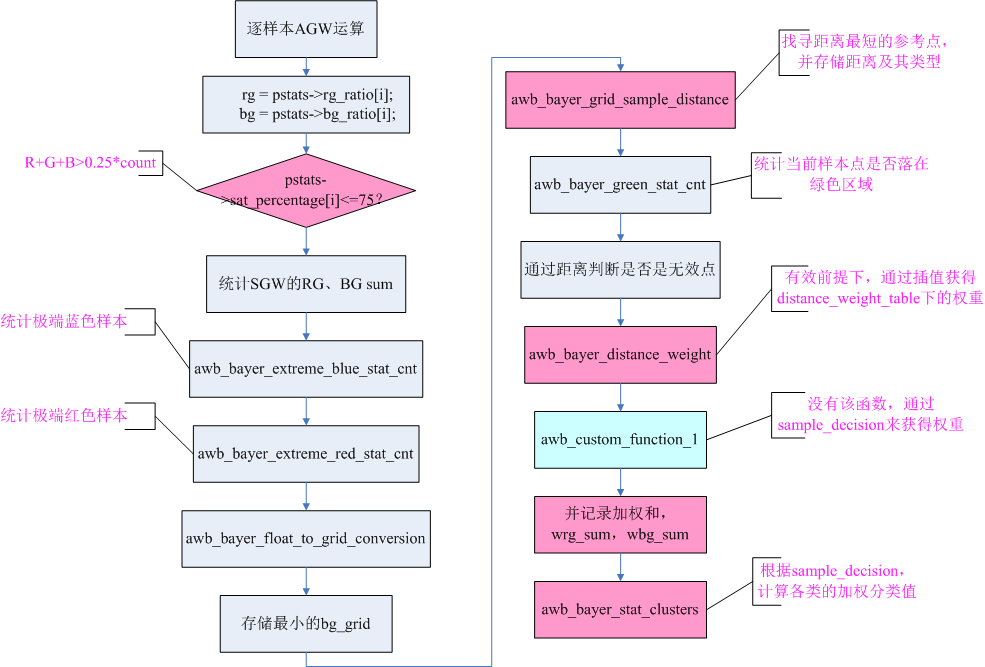 逐样本AGW运算
rg = pstats->rg_ratio[i];
bg = pstats->bg_ratio[i];
R+G+B>0.25*count
pstats-
>sat_percentage[i]<=75?
统计SGW的RG、BG sum
统计极端蓝色样本
awb_bayer_extreme_blue_stat_cnt
统计极端红色样本
awb_bayer_extreme_red_stat_cnt
awb_bayer_float_to_grid_conversion
存储最小的bg_grid
找寻距离最短的参考点，
并存储距离及其类型
awb_bayer_grid_sample_distance
统计当前样本点是否落在
绿色区域
awb_bayer_green_stat_cnt
通过距离判断是否是无效点
有效前提下，通过插值获得
distance_weight_table下的权重
awb_bayer_distance_weight
没有该函数，通过
sample_decision来获得权重
awb_custom_function_1
并记录加权和，
wrg_sum，wbg_sum
根据sample_decision，
计算各类的加权分类值
awb_bayer_stat_clusters